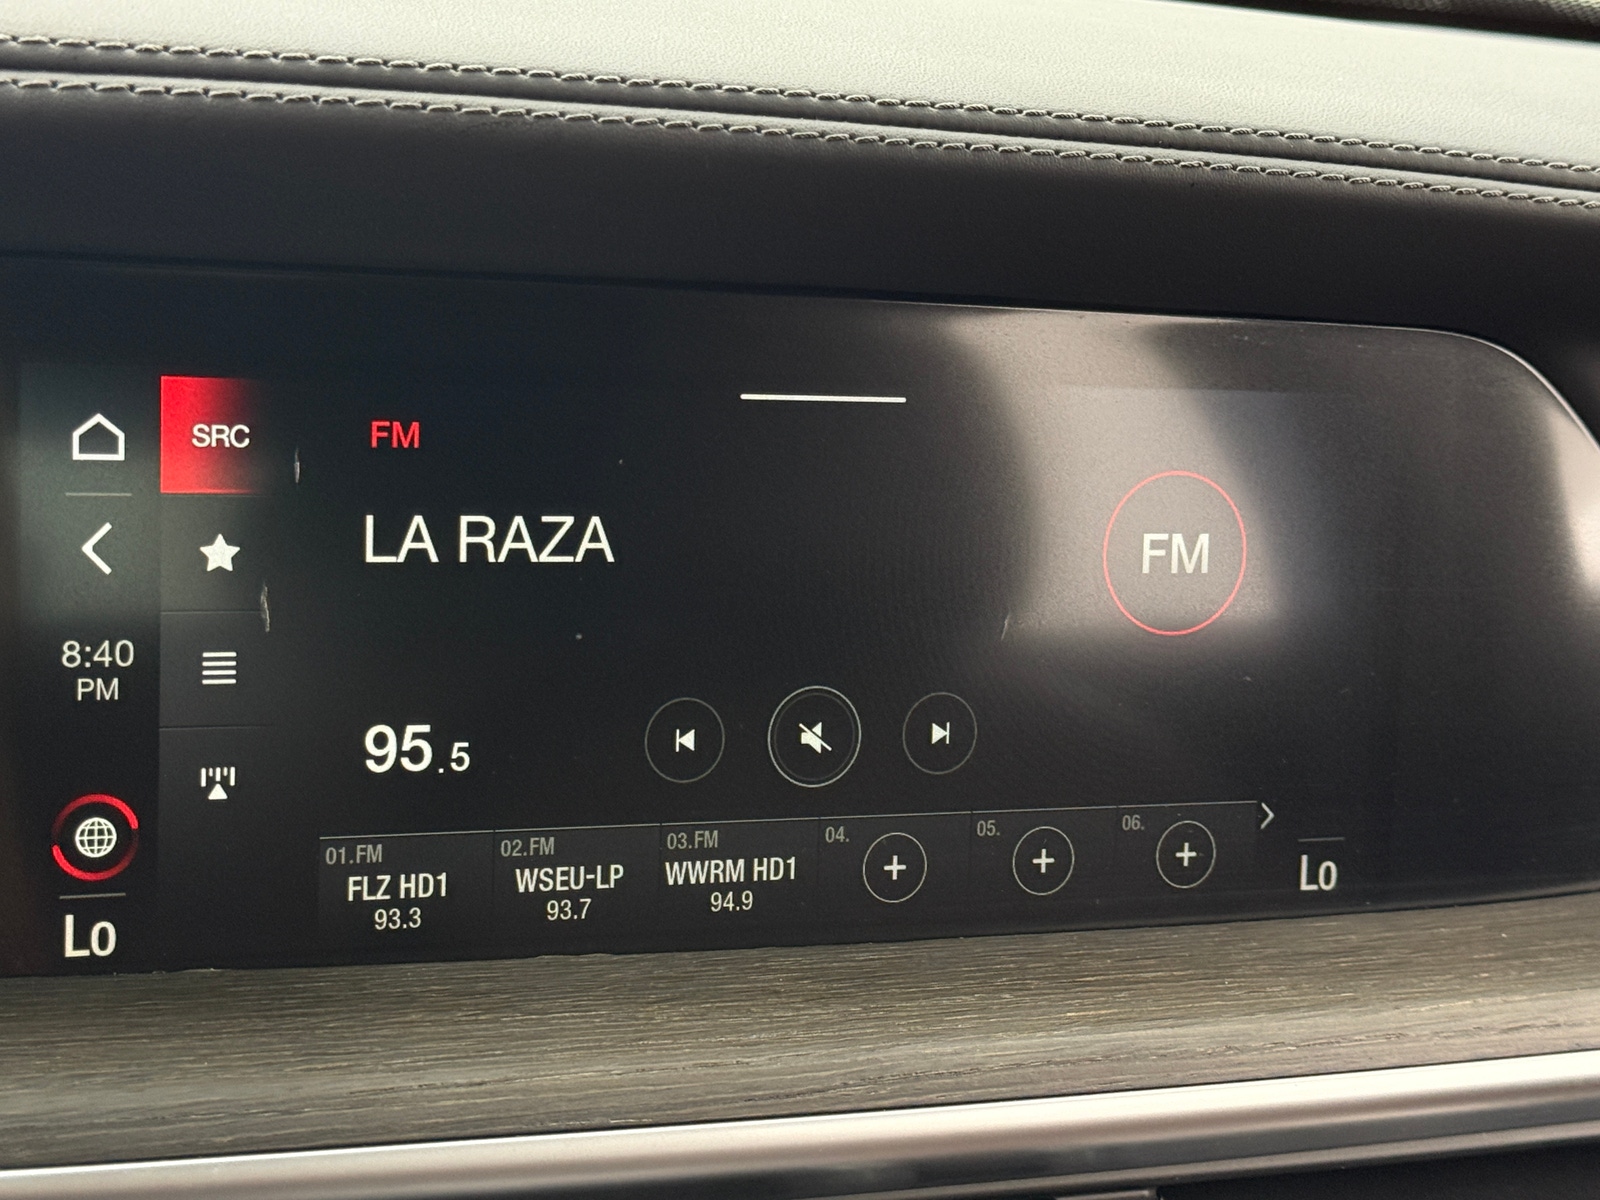 SRC
FM
LA RAZA
FM
8:40
PM
95.5
01.FM
FLZ HD1
93.3
02.FM
WSEU-LP
93.7
03.FM
WWRM HD1
94.9
04.
05.
06.
Lo
Lo